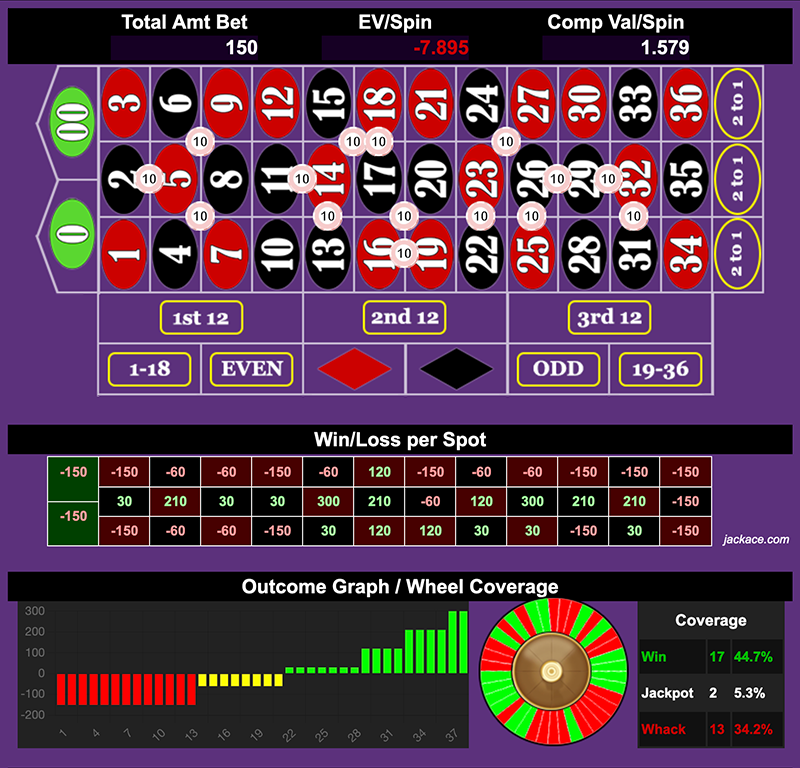 Total Amt Bet EV/Spin Comp Val/Spin
150 -7.895 1.579
00 3 6 9 12 15 18 21 24 27 30 33 36 2 to 1
10 10 10 10
2 10 5 8 11 10 14 17 20 23 26 10 29 10 32 35 2 to 1
10 10 10 10 10 10
0 1 4 7 10 13 16 10 19 22 25 28 31 34 2 to 1
1st 12 2nd 12 3rd 12
1-18 EVEN ODD 19-36
Win/Loss per Spot
-150 -150 -60 -60 -150 -60 120 -150 -60 -60 -150 -150 -150
30 210 30 30 300 210 -60 120 300 210 210 -150
-150 -150 -60 -60 -150 30 120 120 30 30 -150 30 -150
jackace.com
Outcome Graph / Wheel Coverage
300
200
100
0
-100
-200
1 4 7 10 13 16 19 22 25 28 31 34 37
Coverage
Win 17 44.7%
Jackpot 2 5.3%
Whack 13 34.2%